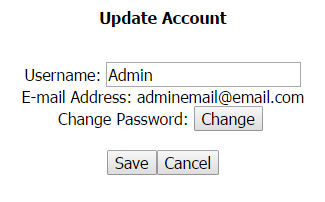 Update Account
Username: Admin
E-mail Address: adminemail@email.com
Change Password: Change
Save Cancel